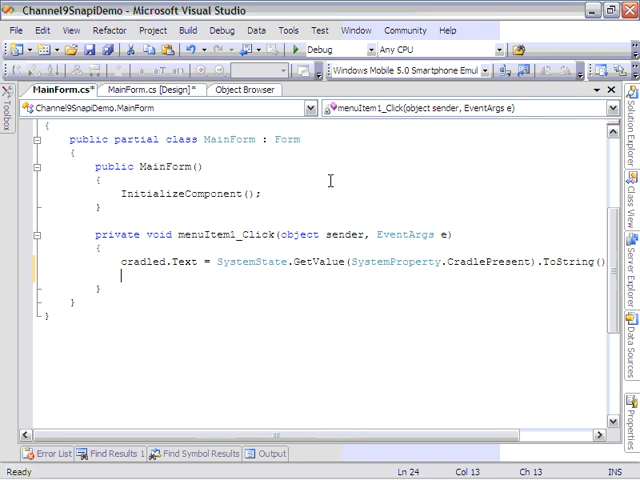 Channel9SnapiDemo - Microsoft Visual Studio
File Edit View Refactor Project Build Debug Data Tools Test Window Community Help
Debug Any CPU
Windows Mobile 5.0 Smartphone Emul
MainForm.cs* MainForm.cs [Design]* Object Browser
Channel9SnapiDemo.MainForm menuItem1_Click(object sender, EventArgs e)
{
public partial class MainForm : Form
{
public MainForm()
{
InitializeComponent();
}
private void menuItem1_Click(object sender, EventArgs e)
{
cradled.Text = SystemState.GetValue(SystemProperty.CradlePresent).ToString()
}
}
}
Toolbox
Solution Explorer
Class View
Server Explorer
Data Sources
Properties
Error List Find Results 1 Find Symbol Results Output
Ready Ln 24 Col 13 Ch 13 INS